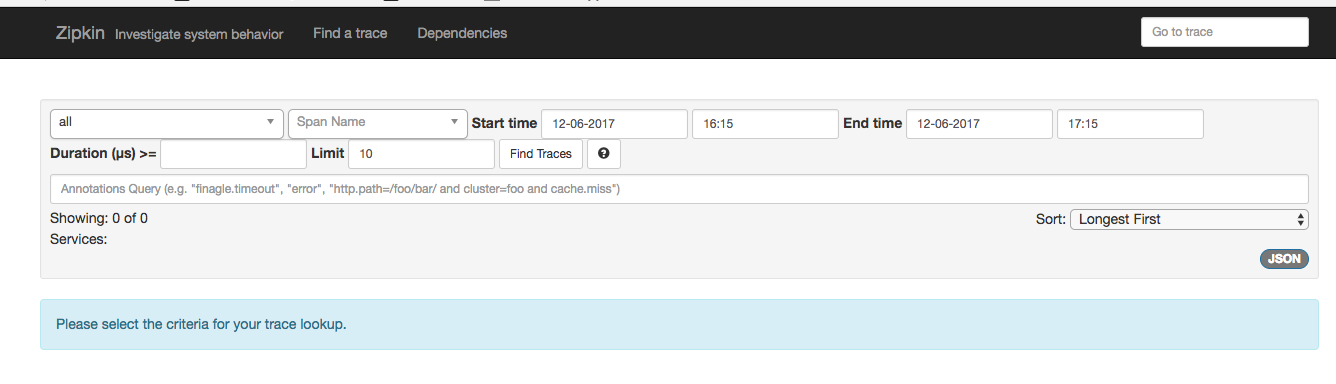 Zipkin Investigate system behavior Find a trace Dependencies Go to trace
all Span Name Start time 12-06-2017 16:15 End time 12-06-2017 17:15
Duration (μs) >= Limit 10 Find Traces ?
Annotations Query (e.g. "finagle.timeout", "error", "http.path=/foo/bar/ and cluster=foo and cache.miss")
Showing: 0 of 0 Sort: Longest First
Services:
JSON
Please select the criteria for your trace lookup.